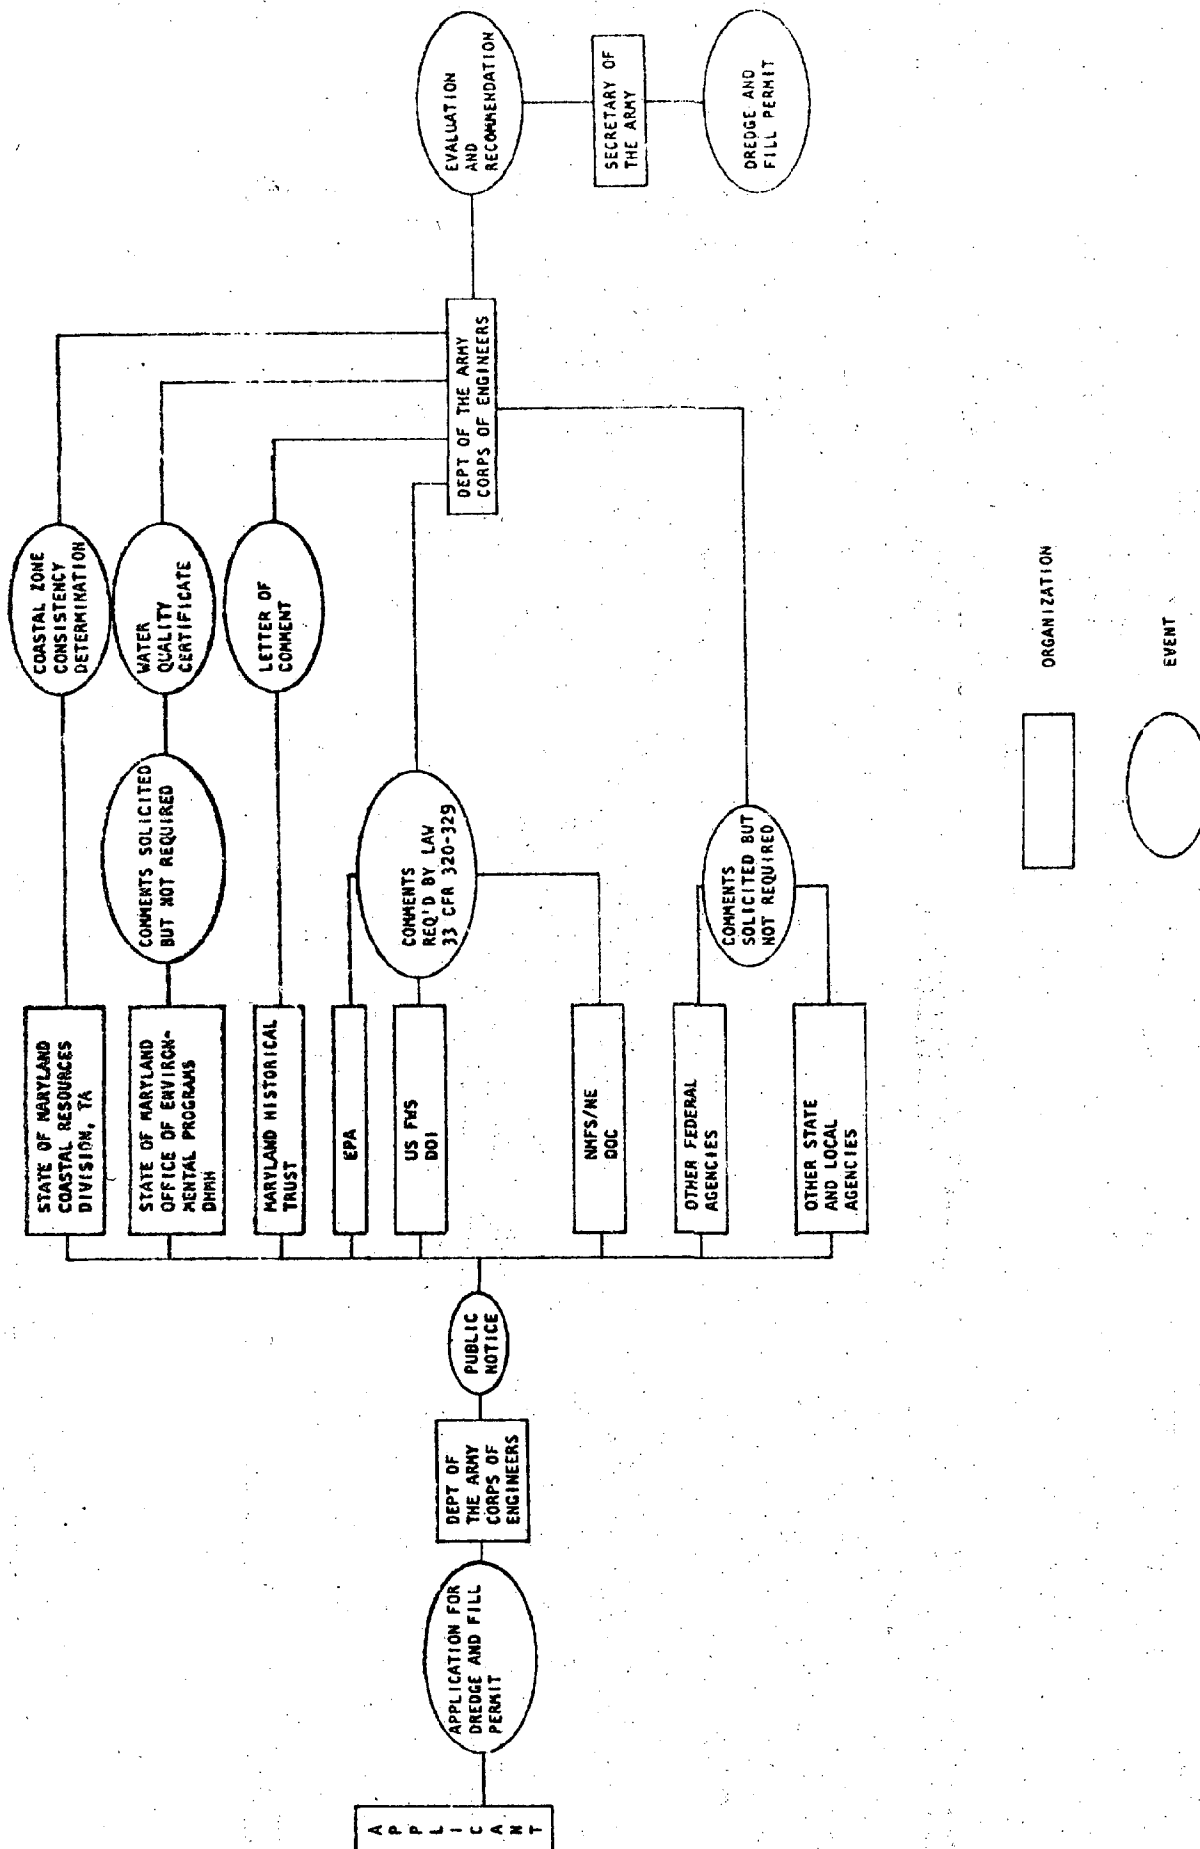 A
P
P
L
I
C
A
N
T
APPLICATION FOR
DREDGE AND FILL
PERMIT
DEPT OF
THE ARMY
CORPS OF
ENGINEERS
PUBLIC
NOTICE
STATE OF MARYLAND
COASTAL RESOURCES
DIVISION, TA
STATE OF MARYLAND
OFFICE OF ENVIRON-
MENTAL PROGRAMS
DHMH
MARYLAND HISTORICAL
TRUST
EPA
US FWS
DOI
NMFS/NE
DOC
OTHER FEDERAL
AGENCIES
OTHER STATE
AND LOCAL
AGENCIES
COMMENTS SOLICITED
BUT NOT REQUIRED
COMMENTS
REQ'D BY LAW
33 CFR 320-329
COMMENTS
SOLICITED BUT
NOT REQUIRED
COASTAL ZONE
CONSISTENCY
DETERMINATION
WATER
QUALITY
CERTIFICATE
LETTER OF
COMMENT
DEPT OF THE ARMY
CORPS OF ENGINEERS
EVALUATION
AND
RECOMMENDATION
SECRETARY OF
THE ARMY
DREDGE AND
FILL PERMIT
ORGANIZATION
EVENT